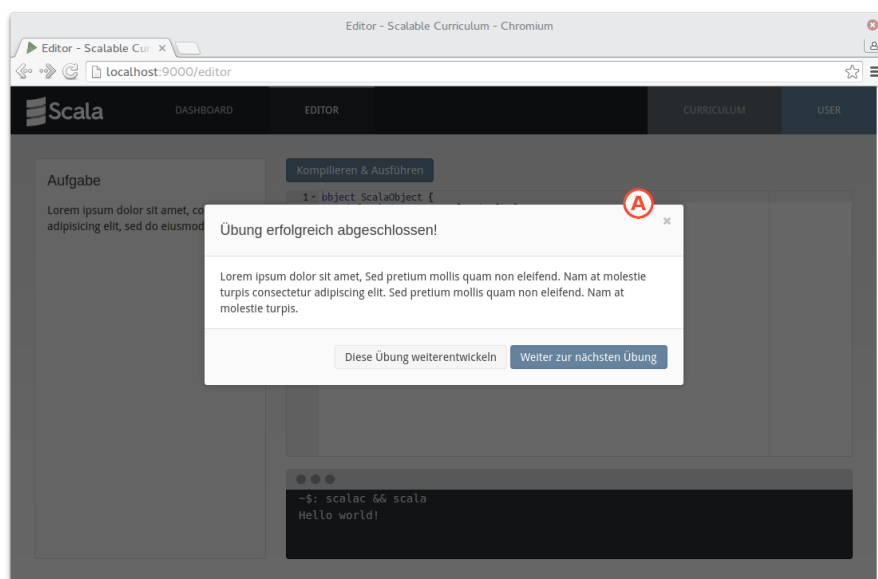 Editor - Scalable Curriculum - Chromium
Editor - Scalable Cur
localhost:9000/editor
Scala
DASHBOARD
EDITOR
CURRICULUM
USER
Aufgabe
Lorem ipsum dolor sit amet, co
adipisicing elit, sed do eiusmod
Kompilieren & Ausführen
1 object ScalaObject {
A
Übung erfolgreich abgeschlossen!
Lorem ipsum dolor sit amet, Sed pretium mollis quam non eleifend. Nam at molestie
turpis consectetur adipiscing elit. Sed pretium mollis quam non eleifend. Nam at
molestie turpis.
Diese Übung weiterentwickeln
Weiter zur nächsten Übung
~$: scalac && scala
Hello world!